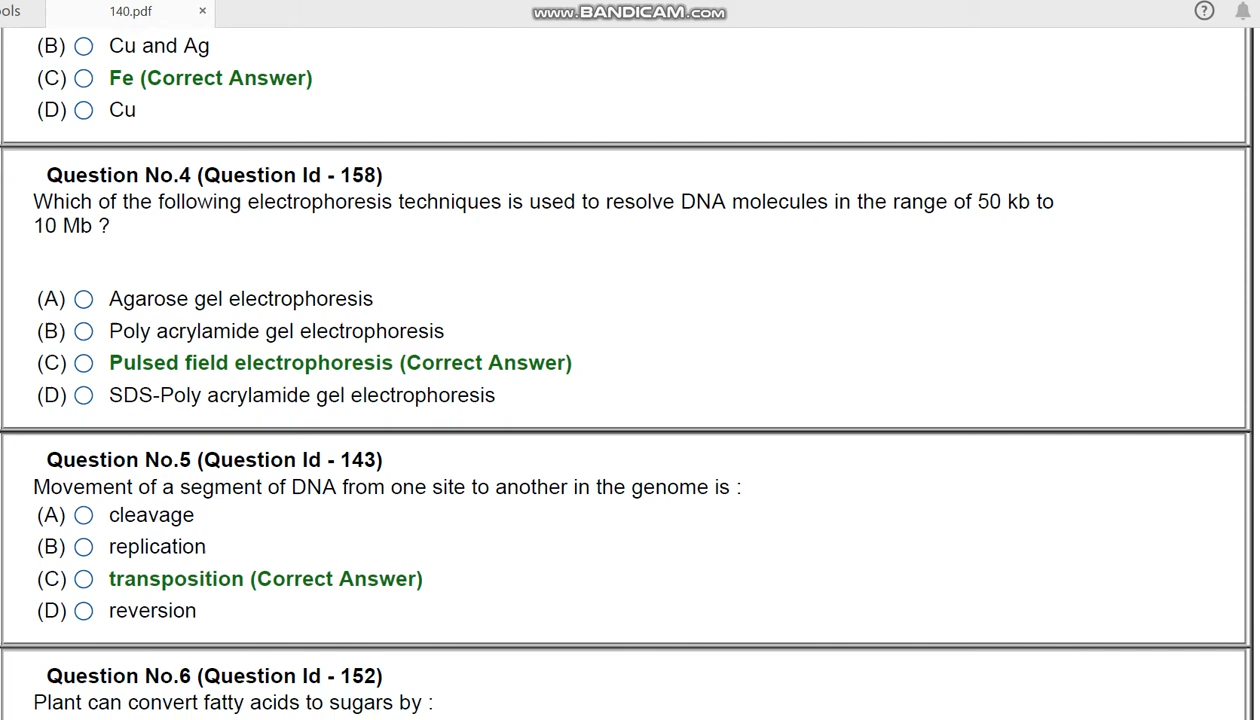 ols 140.pdf × www.BANDICAM.com ?
(B) Cu and Ag
(C) Fe (Correct Answer)
(D) Cu
Question No.4 (Question Id - 158)
Which of the following electrophoresis techniques is used to resolve DNA molecules in the range of 50 kb to
10 Mb ?
(A) Agarose gel electrophoresis
(B) Poly acrylamide gel electrophoresis
(C) Pulsed field electrophoresis (Correct Answer)
(D) SDS-Poly acrylamide gel electrophoresis
Question No.5 (Question Id - 143)
Movement of a segment of DNA from one site to another in the genome is :
(A) cleavage
(B) replication
(C) transposition (Correct Answer)
(D) reversion
Question No.6 (Question Id - 152)
Plant can convert fatty acids to sugars by :